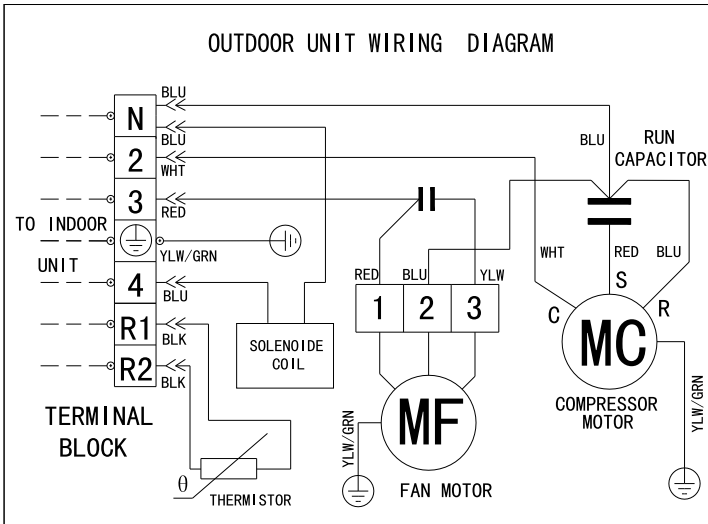 OUTDOOR UNIT WIRING DIAGRAM
BLU
N
BLU
2
WHT
3
RED
TO INDOOR
UNIT
YLW/GRN
4
BLU
R1
BLK
R2
BLK
TERMINAL
BLOCK
SOLENOIDE
COIL
θ
THERMISTOR
RED
BLU
YLW
1
2
3
MF
YLW/GRN
FAN MOTOR
BLU
RUN
CAPACITOR
WHT
RED
BLU
S
C
R
MC
COMPRESSOR
MOTOR
YLW/GRN